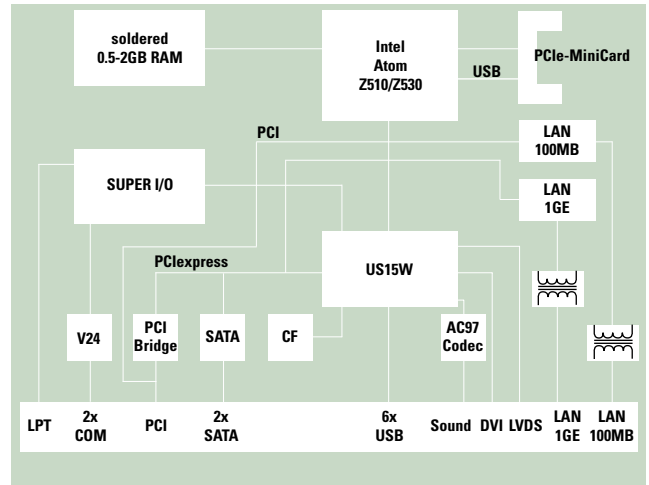 soldered
0.5-2GB RAM
Intel
Atom
Z510/Z530
PCIe-MiniCard
USB
PCI
LAN
100MB
SUPER I/O
LAN
1GE
PCIexpress
US15W
V24
PCI
Bridge
SATA
CF
AC97
Codec
LPT
2x
COM
PCI
2x
SATA
6x
USB
Sound
DVI
LVDS
LAN
1GE
LAN
100MB